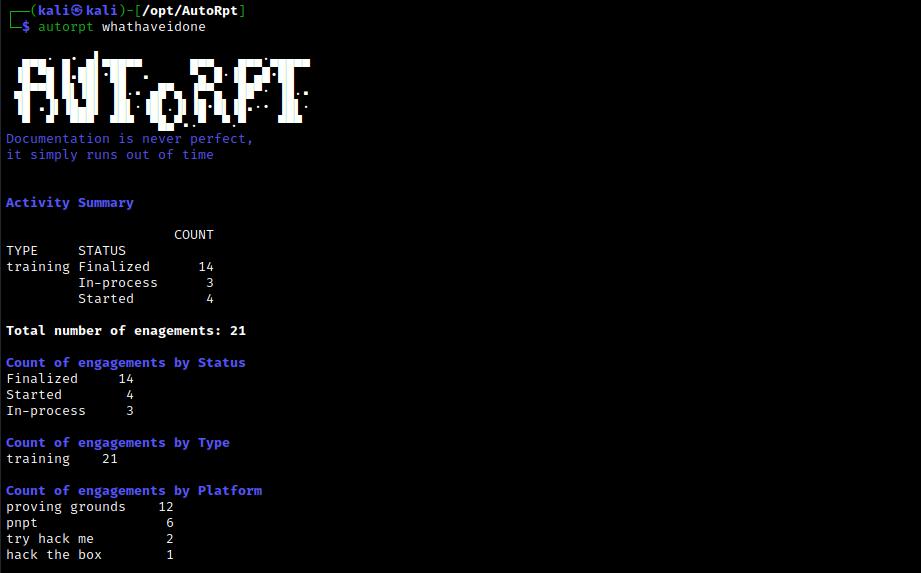 ┌──(kali㉿kali)-[/opt/AutoRpt]
└─$ autorpt whathaveidone
AutoRpt
Documentation is never perfect,
it simply runs out of time
Activity Summary
COUNT
TYPE STATUS
training Finalized 14
In-process 3
Started 4
Total number of enagements: 21
Count of engagements by Status
Finalized 14
Started 4
In-process 3
Count of engagements by Type
training 21
Count of engagements by Platform
proving grounds 12
pnpt 6
try hack me 2
hack the box 1